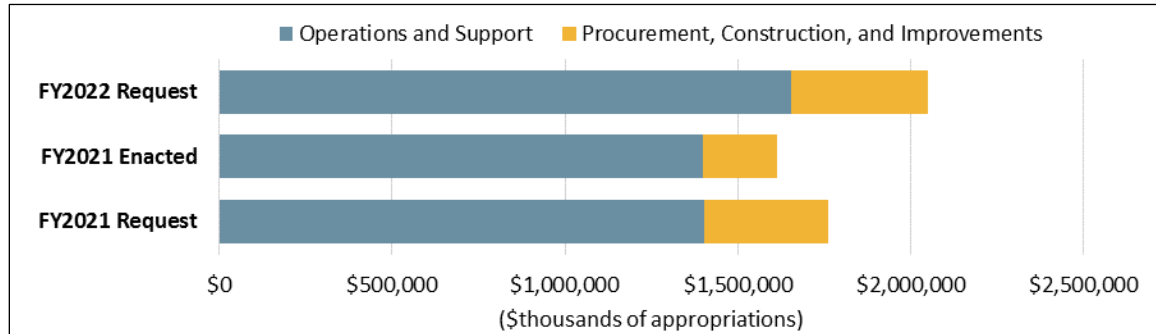 Operations and Support Procurement, Construction, and Improvements
FY2022 Request
FY2021 Enacted
FY2021 Request
$0 $500,000 $1,000,000 $1,500,000 $2,000,000 $2,500,000
($thousands of appropriations)